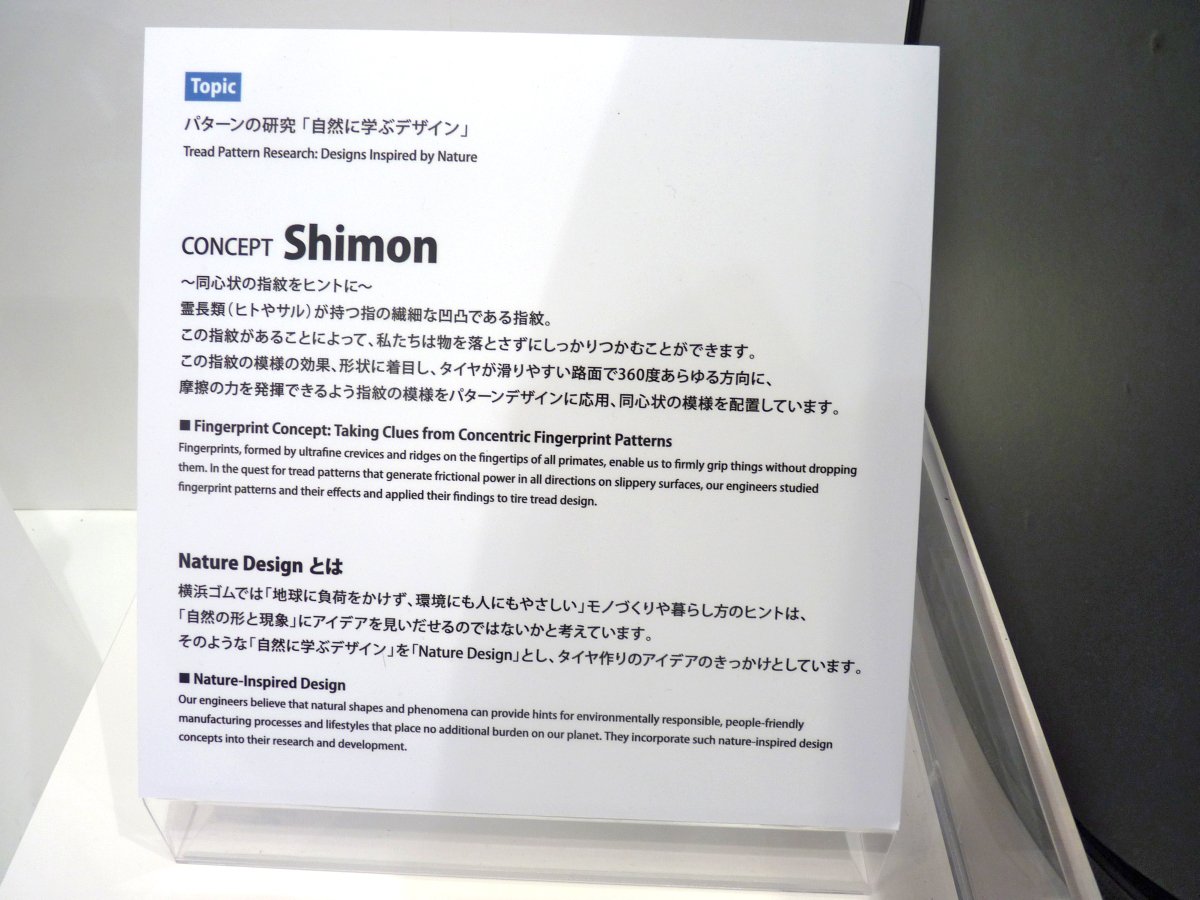 Topic
パターンの研究「自然に学ぶデザイン」
Tread Pattern Research: Designs Inspired by Nature
CONCEPT Shimon
～同心状の指紋をヒントに～
霊長類（ヒトやサル）が持つ指の繊細な凹凸である指紋。
この指紋があることによって、私たちは物を落とさずにしっかりつかむことができます。
この指紋の模様の効果、形状に着目し、タイヤが滑りやすい路面で360度あらゆる方向に、
摩擦の力を発揮できるよう指紋の模様をパターンデザインに応用、同心状の模様を配置しています。
■ Fingerprint Concept: Taking Clues from Concentric Fingerprint Patterns
Fingerprints, formed by ultrafine crevices and ridges on the fingertips of all primates, enable us to firmly grip things without dropping
them. In the quest for tread patterns that generate frictional power in all directions on slippery surfaces, our engineers studied
fingerprint patterns and their effects and applied their findings to tire tread design.
Nature Design とは
横浜ゴムでは「地球に負荷をかけず、環境にも人にもやさしい」モノづくりや暮らし方のヒントは、
「自然の形と現象」にアイデアを見いだせるのではないかと考えています。
そのような「自然に学ぶデザイン」を「Nature Design」とし、タイヤ作りのアイデアのきっかけとしています。
■ Nature-Inspired Design
Our engineers believe that natural shapes and phenomena can provide hints for environmentally responsible, people-friendly
manufacturing processes and lifestyles that place no additional burden on our planet. They incorporate such nature-inspired design
concepts into their research and development.